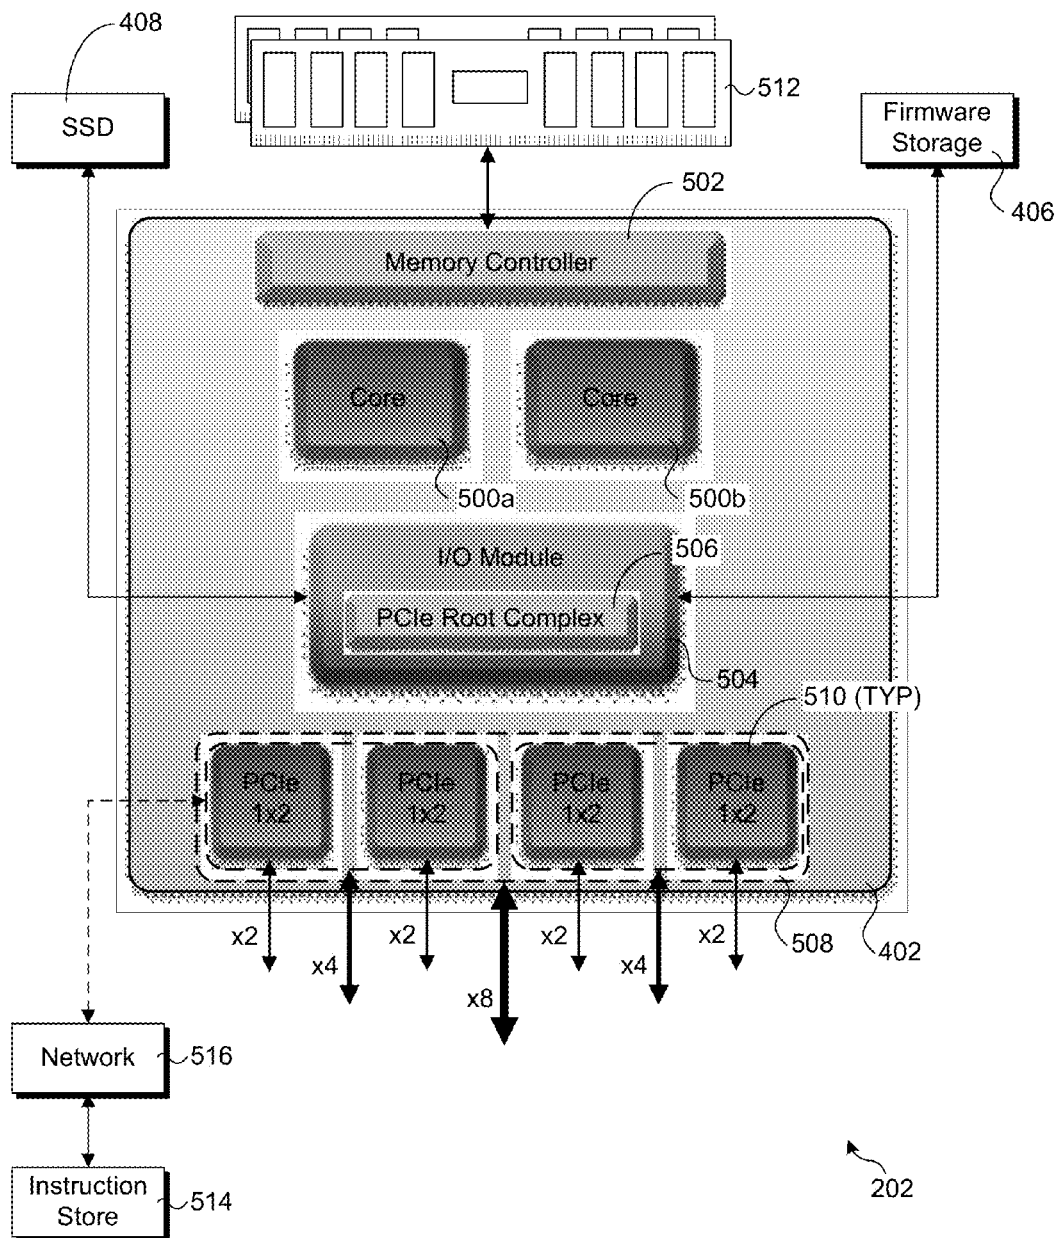 408
SSD
512
Firmware
Storage
406
502
Memory Controller
Core
Core
500a
500b
I/O Module
506
PCIe Root Complex
504
510 (TYP)
PCIe
1x2
PCIe
1x2
PCIe
1x2
PCIe
1x2
x2
x4
x2
x8
x2
x4
x2
508
402
Network
516
Instruction
Store
514
202